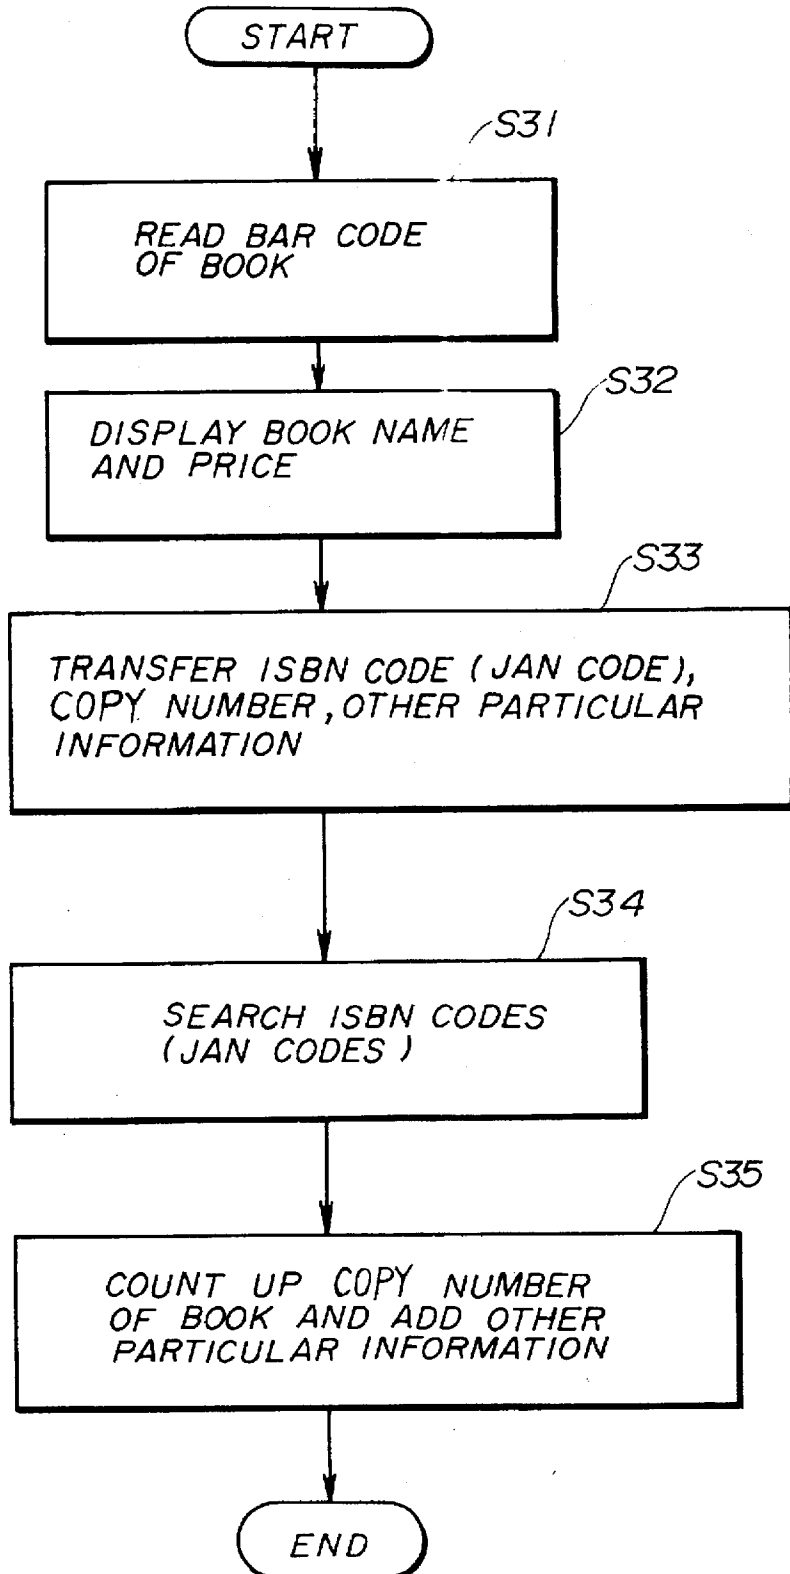 START
S31
READ BAR CODE
OF BOOK
S32
DISPLAY BOOK NAME
AND PRICE
S33
TRANSFER ISBN CODE (JAN CODE),
COPY NUMBER, OTHER PARTICULAR
INFORMATION
S34
SEARCH ISBN CODES
(JAN CODES)
S35
COUNT UP COPY NUMBER
OF BOOK AND ADD OTHER
PARTICULAR INFORMATION
END